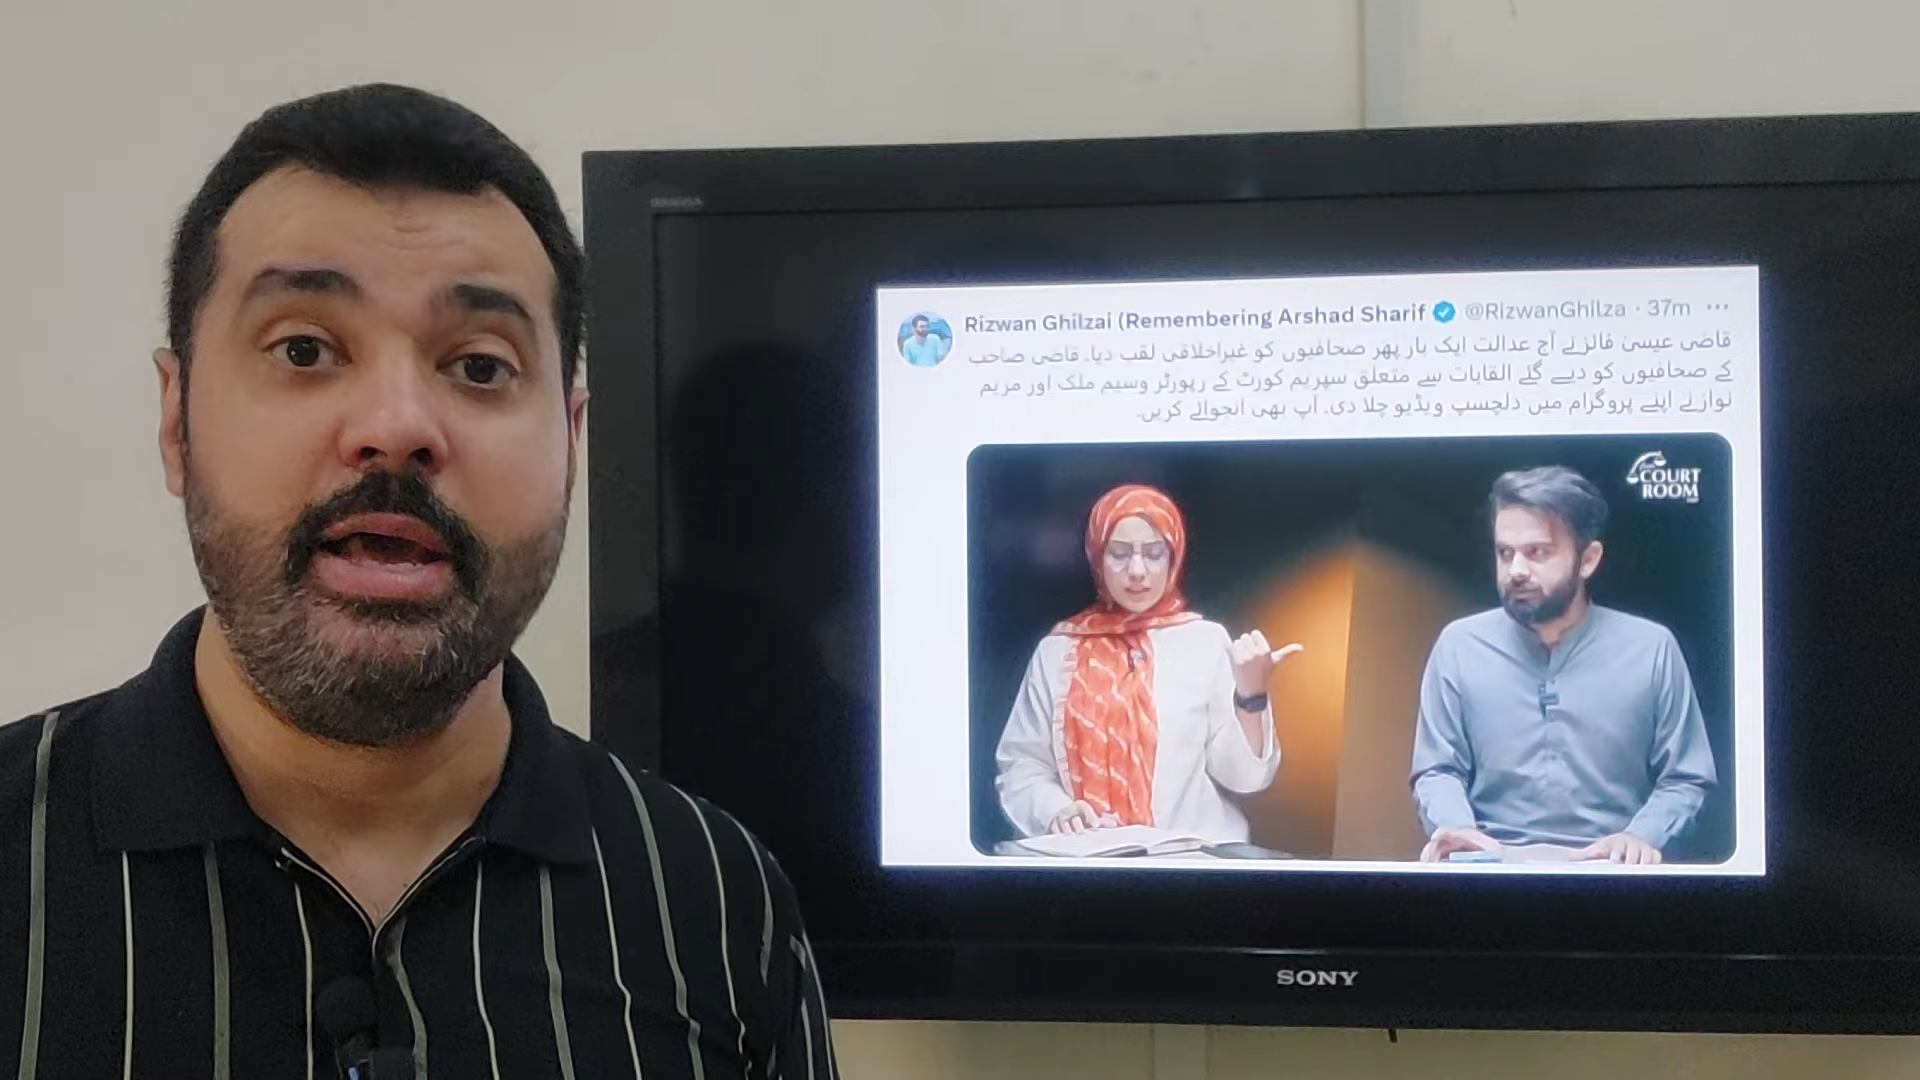 BRAVIA
Rizwan Ghilzai (Remembering Arshad Sharif @RizwanGhilza · 37m
قاضی عیسیٰ فائز نے آج عدالت ایک بار پھر صحافیوں کو غیراخلاقی لقب دیا۔ قاضی صاحب
کے صحافیوں کو دیے گئے القابات سے متعلق سپریم کورٹ کے رپورٹر وسیم ملک اور مریم
نواز نے اپنے پروگرام میں دلچسپ ویڈیو چلا دی۔ آپ بھی انجوائے کریں۔
COURT
ROOM
SONY